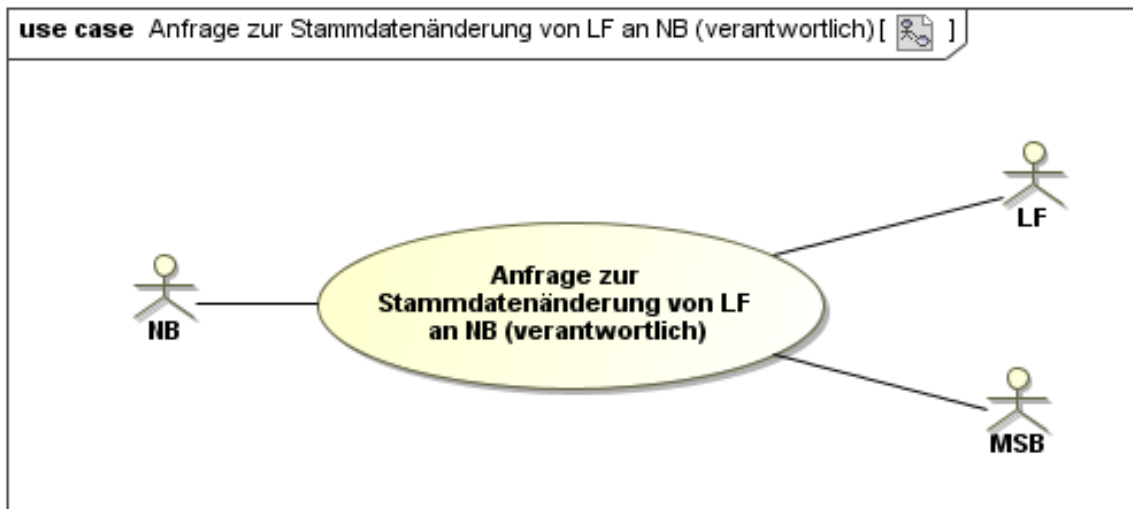 use case Anfrage zur Stammdatenänderung von LF an NB (verantwortlich) [ ]
LF
Anfrage zur
Stammdatenänderung von LF
an NB (verantwortlich)
NB
MSB